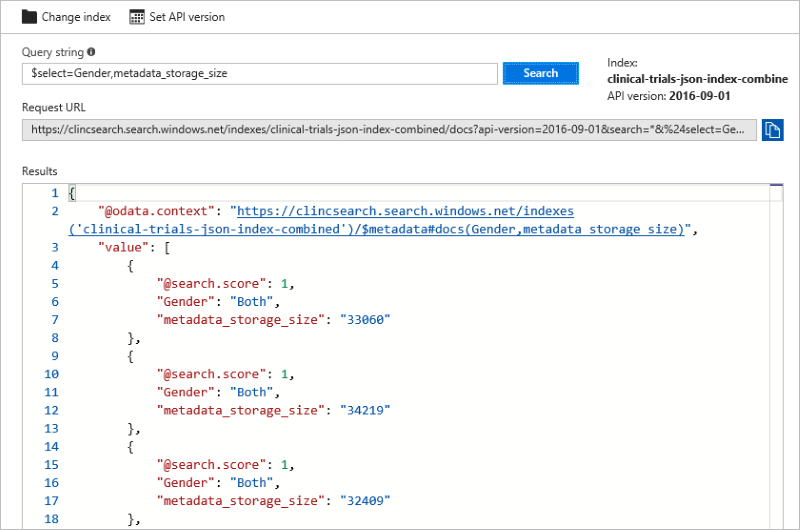 Change index Set API version
Query string
$select=Gender,metadata_storage_size
Search
Index:
clinical-trials-json-index-combine
API version: 2016-09-01
Request URL
https://clincsearch.search.windows.net/indexes/clinical-trials-json-index-combined/docs?api-version=2016-09-01&search=*&%24select=Ge...
Results
1 {
2 "@odata.context": "https://clincsearch.search.windows.net/indexes
('clinical-trials-json-index-combined')/$metadata#docs(Gender,metadata_storage_size)",
3 "value": [
4 {
5 "@search.score": 1,
6 "Gender": "Both",
7 "metadata_storage_size": "33060"
8 },
9 {
10 "@search.score": 1,
11 "Gender": "Both",
12 "metadata_storage_size": "34219"
13 },
14 {
15 "@search.score": 1,
16 "Gender": "Both",
17 "metadata_storage_size": "32409"
18 },